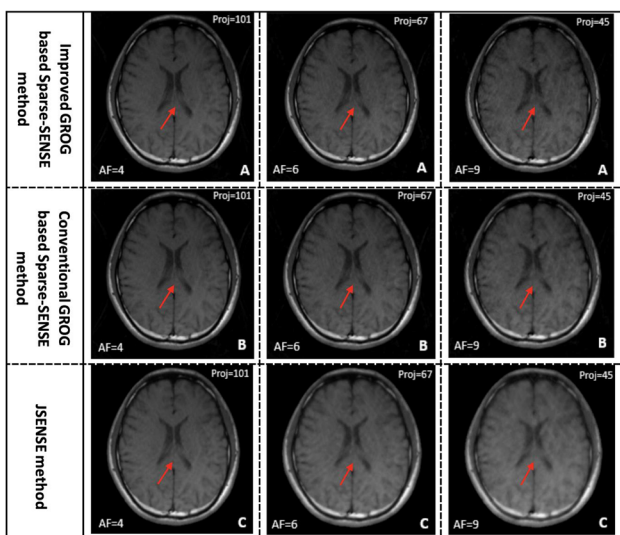 Improved GROG
based Sparse-SENSE
method
Proj=101
AF=4
A
Proj=67
AF=6
A
Proj=45
AF=9
A
Conventional GROG
based Sparse-SENSE
method
Proj=101
AF=4
B
Proj=67
AF=6
B
Proj=45
AF=9
B
JSENSE method
Proj=101
AF=4
C
Proj=67
AF=6
C
Proj=45
AF=9
C